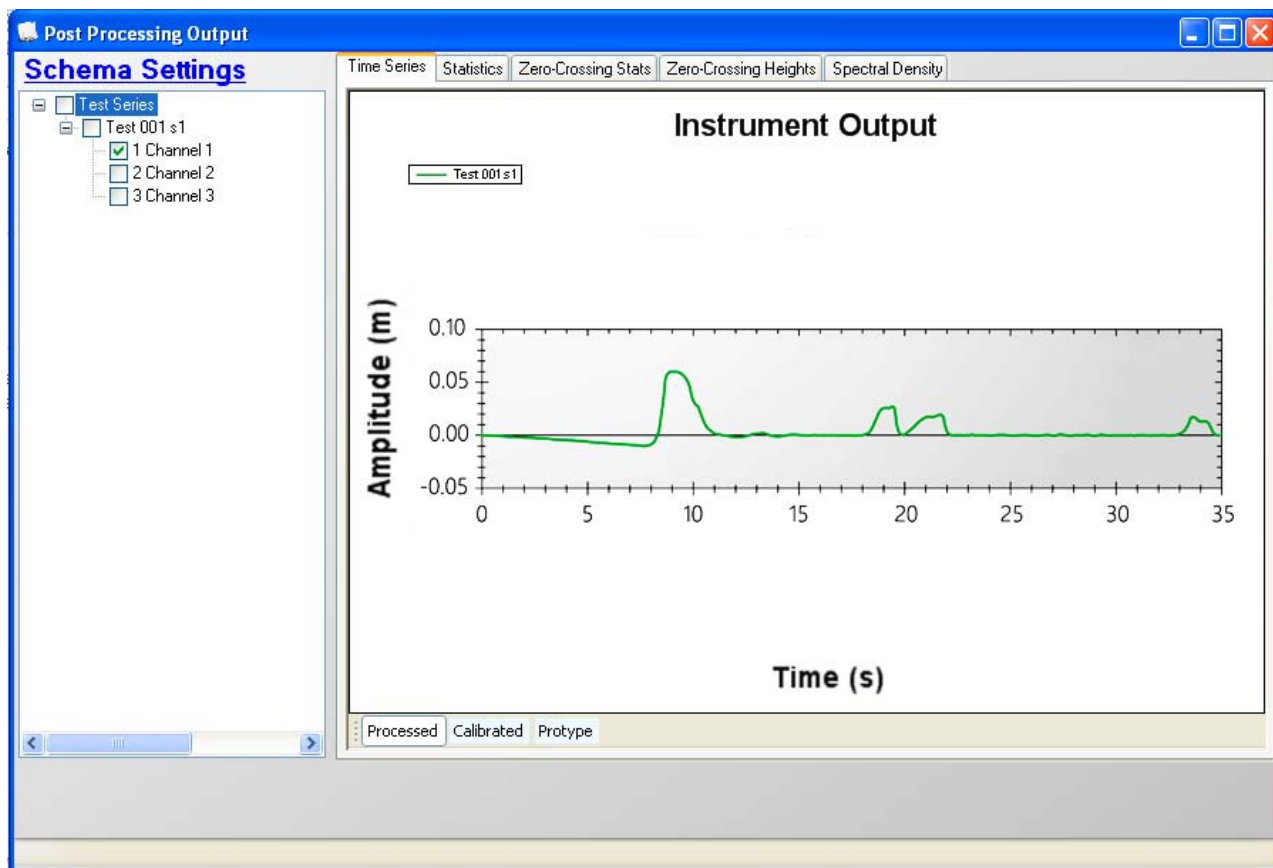 Post Processing Output
Schema Settings
Test Series
Test 001 s1
1 Channel 1
2 Channel 2
3 Channel 3
Time Series
Statistics
Zero-Crossing Stats
Zero-Crossing Heights
Spectral Density
Instrument Output
Test 001 s1
Amplitude (m)
0.10
0.05
0.00
-0.05
0 5 10 15 20 25 30 35
Time (s)
Processed
Calibrated
Protype